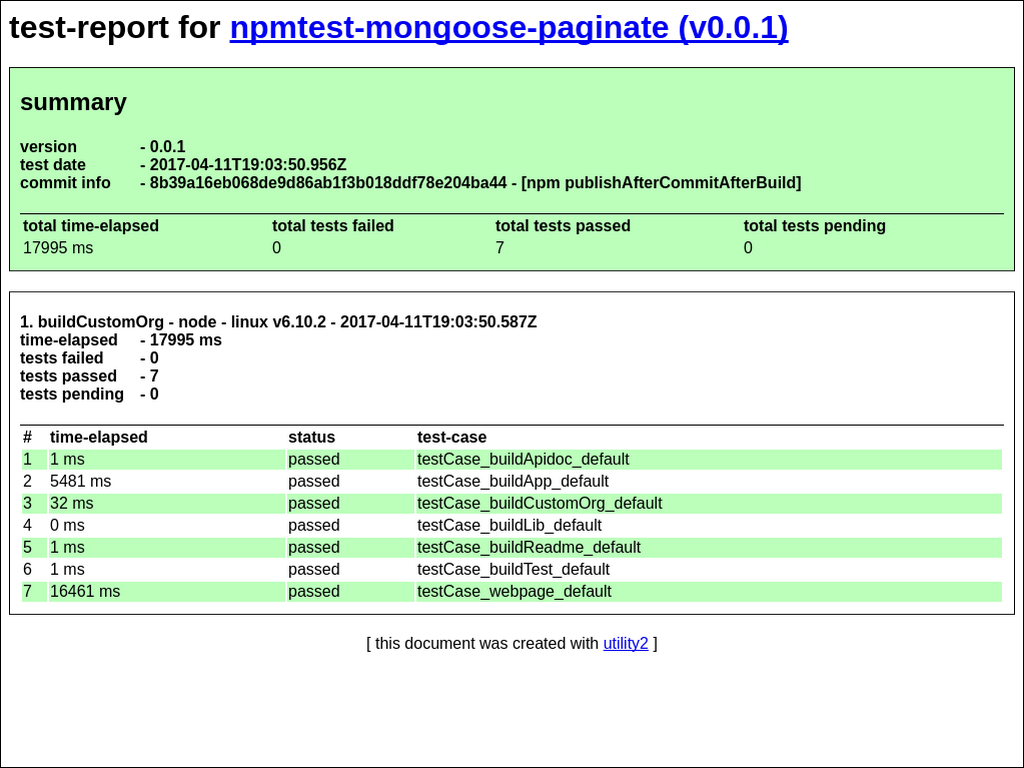 test-report for npmtest-mongoose-paginate (v0.0.1)
summary
version - 0.0.1
test date - 2017-04-11T19:03:50.956Z
commit info - 8b39a16eb068de9d86ab1f3b018ddf78e204ba44 - [npm publishAfterCommitAfterBuild]
total time-elapsed total tests failed total tests passed total tests pending
17995 ms 0 7 0
1. buildCustomOrg - node - linux v6.10.2 - 2017-04-11T19:03:50.587Z
time-elapsed - 17995 ms
tests failed - 0
tests passed - 7
tests pending - 0
# time-elapsed status test-case
1 1 ms passed testCase_buildApidoc_default
2 5481 ms passed testCase_buildApp_default
3 32 ms passed testCase_buildCustomOrg_default
4 0 ms passed testCase_buildLib_default
5 1 ms passed testCase_buildReadme_default
6 1 ms passed testCase_buildTest_default
7 16461 ms passed testCase_webpage_default
[ this document was created with utility2 ]